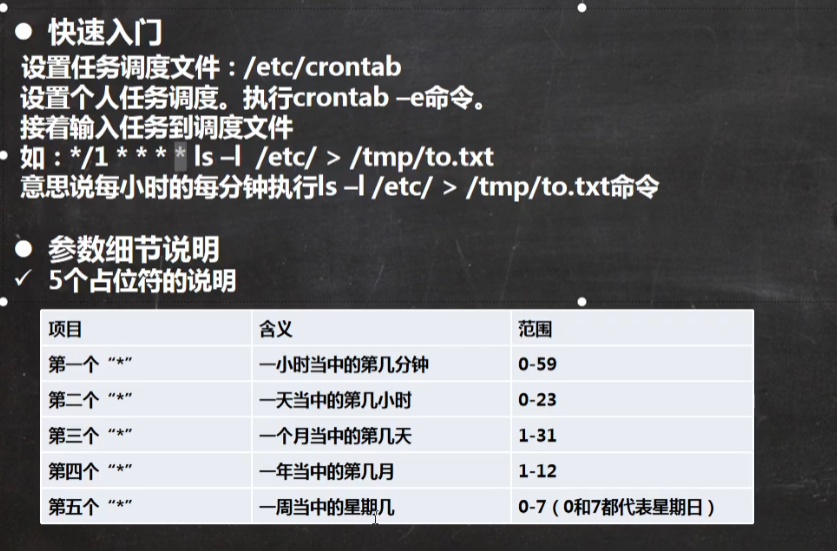 ● 快速入门
设置任务调度文件：/etc/crontab
设置个人任务调度。执行crontab –e命令。
接着输入任务到调度文件
如：*/1 * * * * ls –l  /etc/ > /tmp/to.txt
意思说每小时的每分钟执行ls –l /etc/ > /tmp/to.txt命令
● 参数细节说明
✓ 5个占位符的说明
项目 含义 范围
第一个“*” 一小时当中的第几分钟 0-59
第二个“*” 一天当中的第几小时 0-23
第三个“*” 一个月当中的第几天 1-31
第四个“*” 一年当中的第几月 1-12
第五个“*” 一周当中的星期几 0-7（0和7都代表星期日）